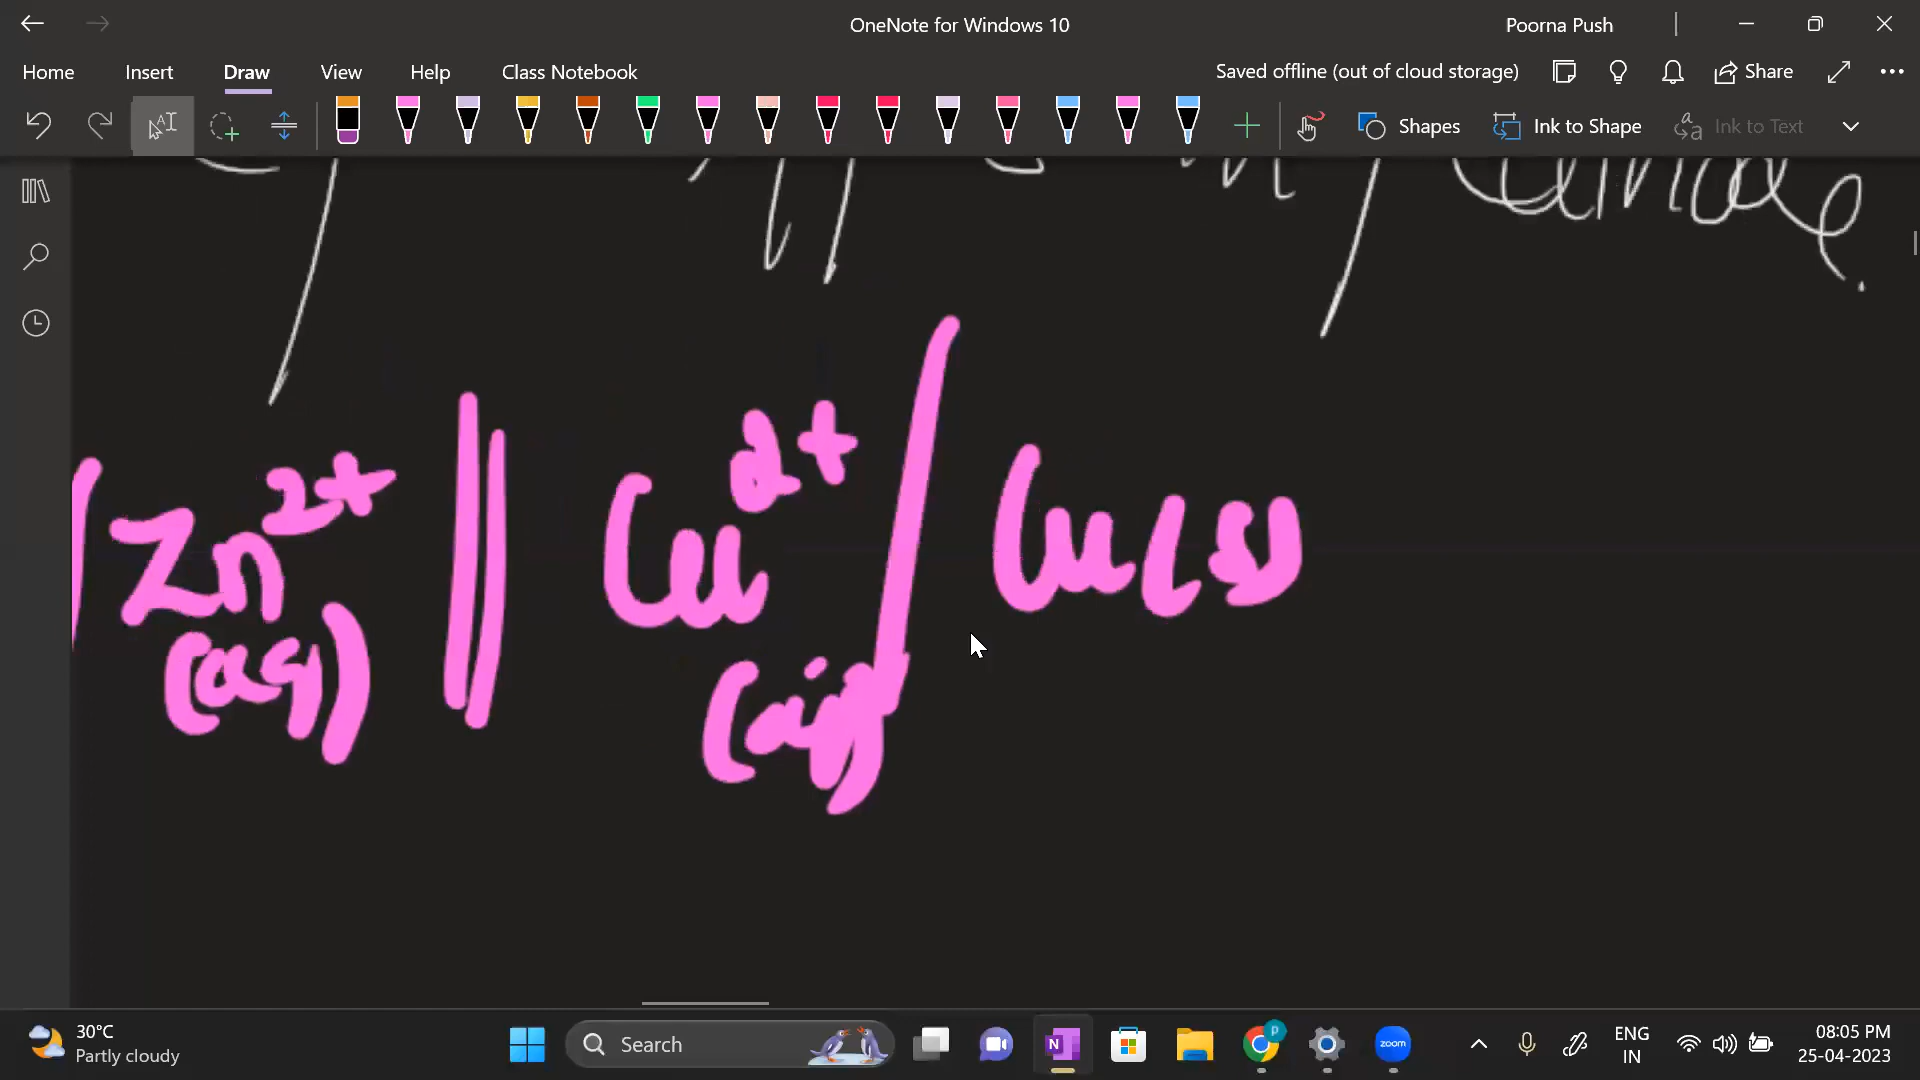 OneNote for Windows 10
Poorna Push
Home Insert Draw View Help Class Notebook
Saved offline (out of cloud storage)
Share
Shapes
Ink to Shape
Ink to Text
/ Zn2+ || Cu2+ / Cu(s)
(aq) (aq)
30°C
Partly cloudy
Search
zoom
ENG
IN
08:05 PM
25-04-2023